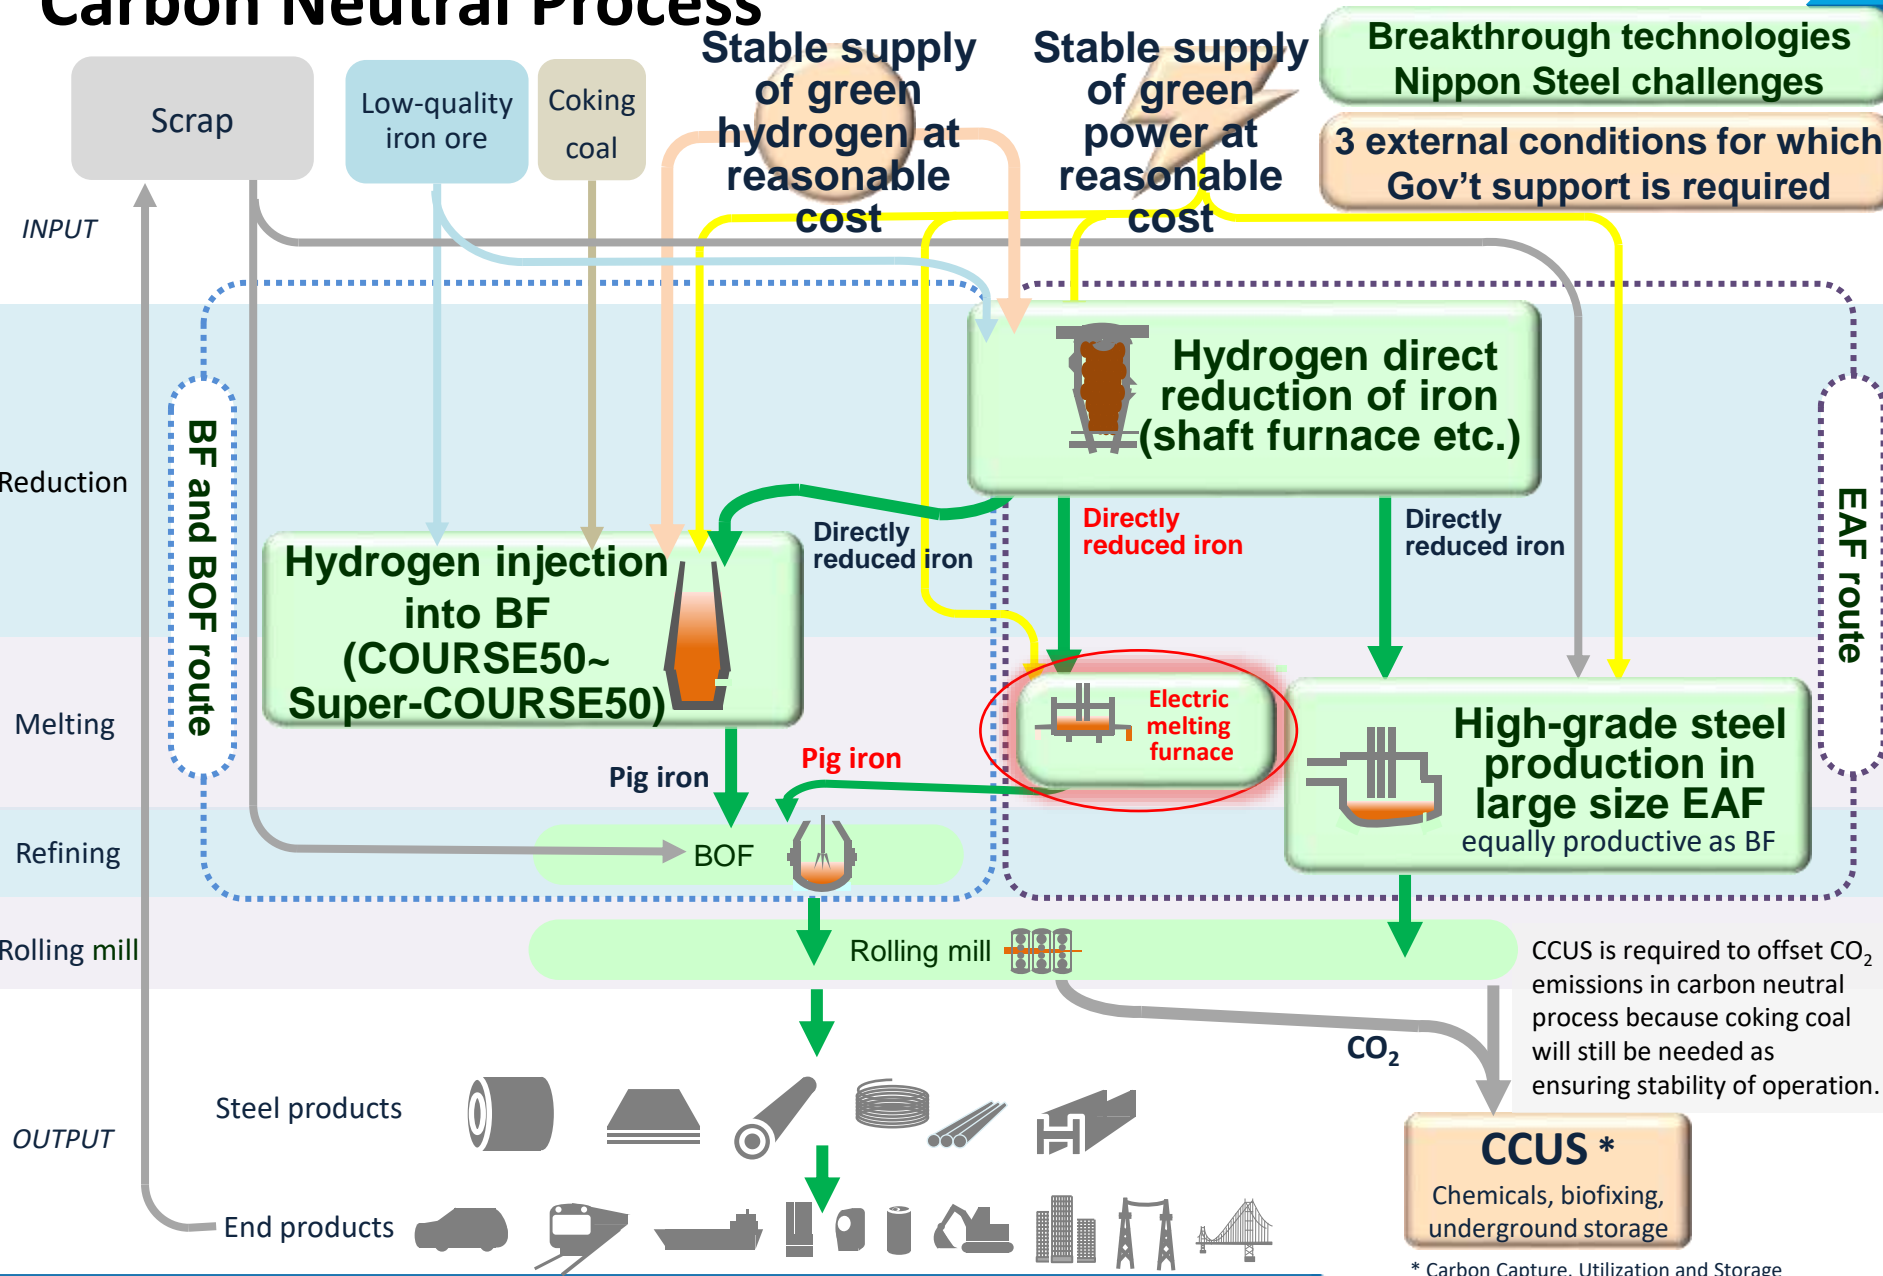 Carbon Neutral Process
Scrap
Low-quality
iron ore
Coking
coal
Stable supply
of green
hydrogen at
reasonable
cost
Stable supply
of green
power at
reasonable
cost
Breakthrough technologies
Nippon Steel challenges
3 external conditions for which
Gov't support is required
INPUT
Hydrogen direct
reduction of iron
(shaft furnace etc.)
BF and BOF route
Reduction
EAF route
Directly
reduced iron
Directly
reduced iron
Directly
reduced iron
Hydrogen injection
into BF
(COURSE50~
Super-COURSE50)
Melting
Electric
melting
furnace
High-grade steel
production in
large size EAF
equally productive as BF
Pig iron
Pig iron
Refining
BOF
Rolling mill
Rolling mill
CCUS is required to offset CO₂
emissions in carbon neutral
process because coking coal
will still be needed as
ensuring stability of operation.
CO₂
Steel products
OUTPUT
CCUS *
Chemicals, biofixing,
underground storage
End products
* Carbon Capture, Utilization and Storage